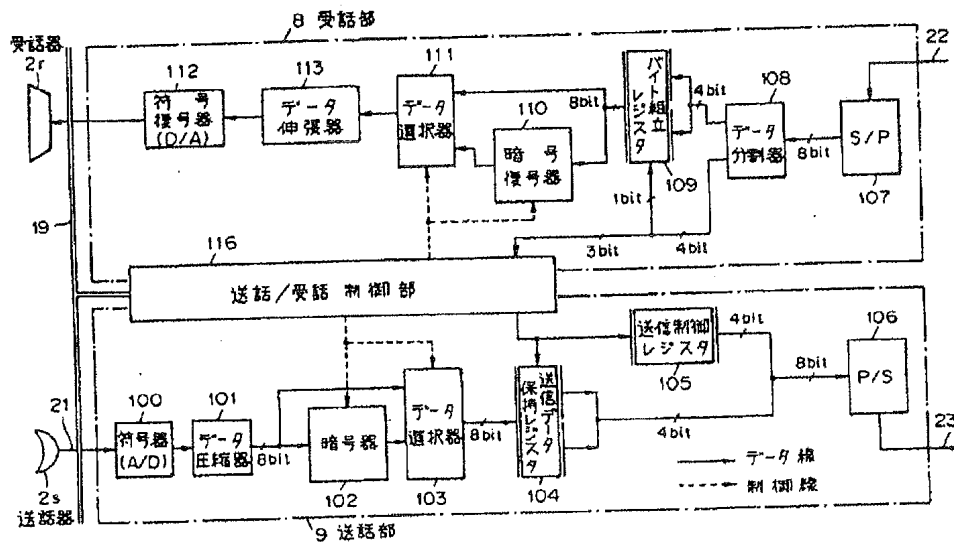 8 受話部
受話器
2r
112
符号
復号器
(D/A)
113
データ
伸張器
111
データ
選択器
110
暗号
復号器
8bit
バイト組立
レジスタ
109
4bit
108
データ
分割器
8bit
S/P
107
22
1bit
3bit
4bit
19
116
送話/受話 制御部
21
2s
送話器
100
符号器
(A/D)
101
データ
圧縮器
8bit
暗号器
102
データ
選択器
103
8bit
送信データ
保持レジスタ
104
送信制御
レジスタ
105
4bit
4bit
8bit
106
P/S
23
データ線
制御線
9 送話部